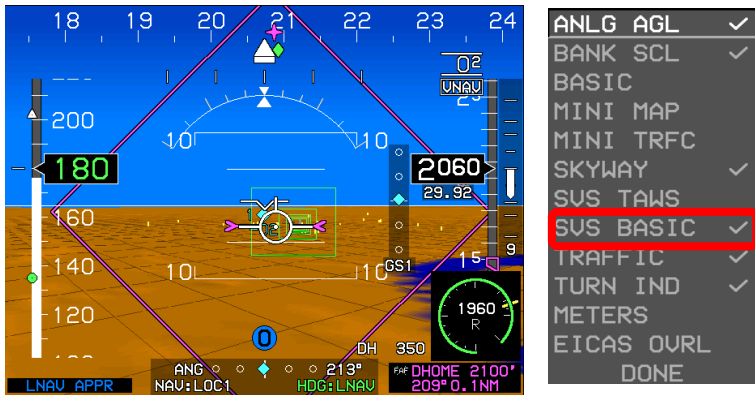 18 19 20 21 22 23 24
02
VNAV
200
10 10
180
2060
29.92
160
140
10 10
GS1
15
9
120
1960
R
0
DH 350
ANG 213°
NAV:LOC1 HDG:LNAV
LNAV APPR
FAF DHOME 2100'
209° 0.1NM
ANLG AGL ✓
BANK SCL ✓
BASIC
MINI MAP
MINI TRFC
SKYWAY ✓
SVS TAWS
SVS BASIC ✓
TRAFFIC ✓
TURN IND ✓
METERS
EICAS OVRL
DONE